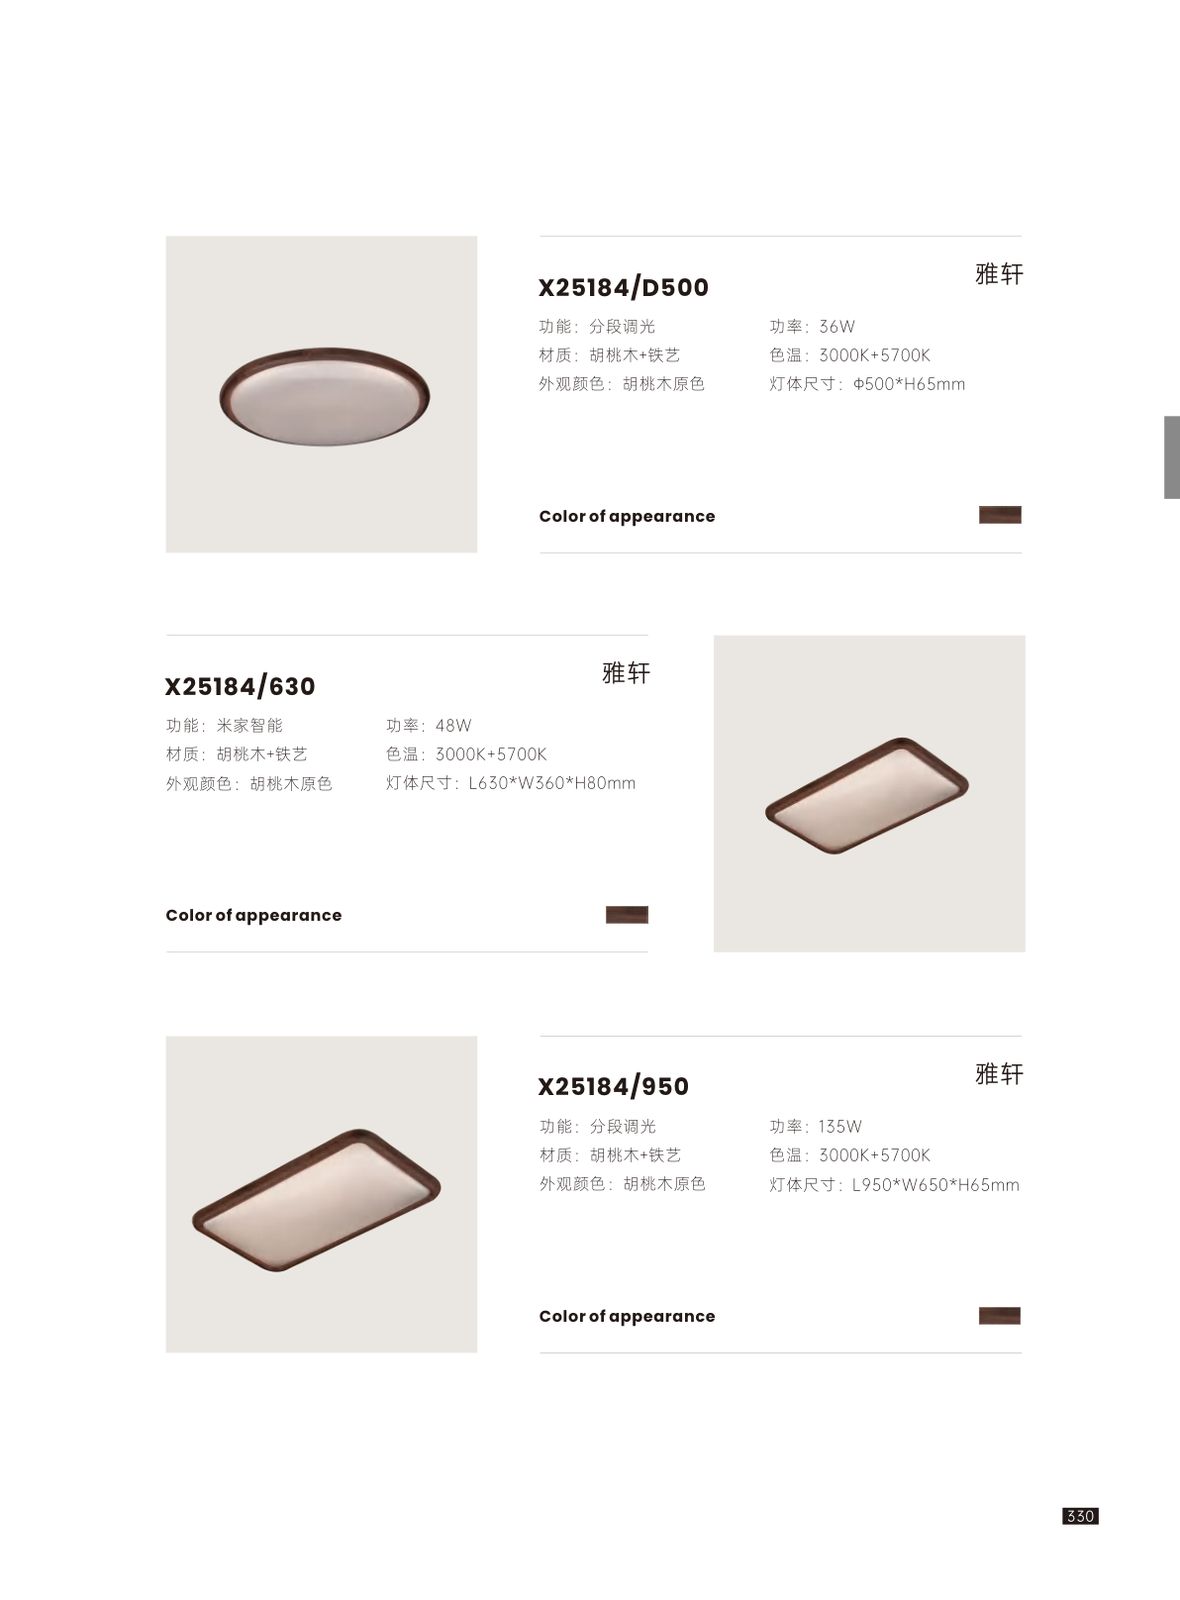 雅轩
X25184/D500
功能：分段调光
功率：36W
材质：胡桃木+铁艺
色温：3000K+5700K
外观颜色：胡桃木原色
灯体尺寸：Φ500*H65mm
Color of appearance
雅轩
X25184/630
功能：米家智能
功率：48W
材质：胡桃木+铁艺
色温：3000K+5700K
外观颜色：胡桃木原色
灯体尺寸：L630*W360*H80mm
Color of appearance
雅轩
X25184/950
功能：分段调光
功率：135W
材质：胡桃木+铁艺
色温：3000K+5700K
外观颜色：胡桃木原色
灯体尺寸：L950*W650*H65mm
Color of appearance
330